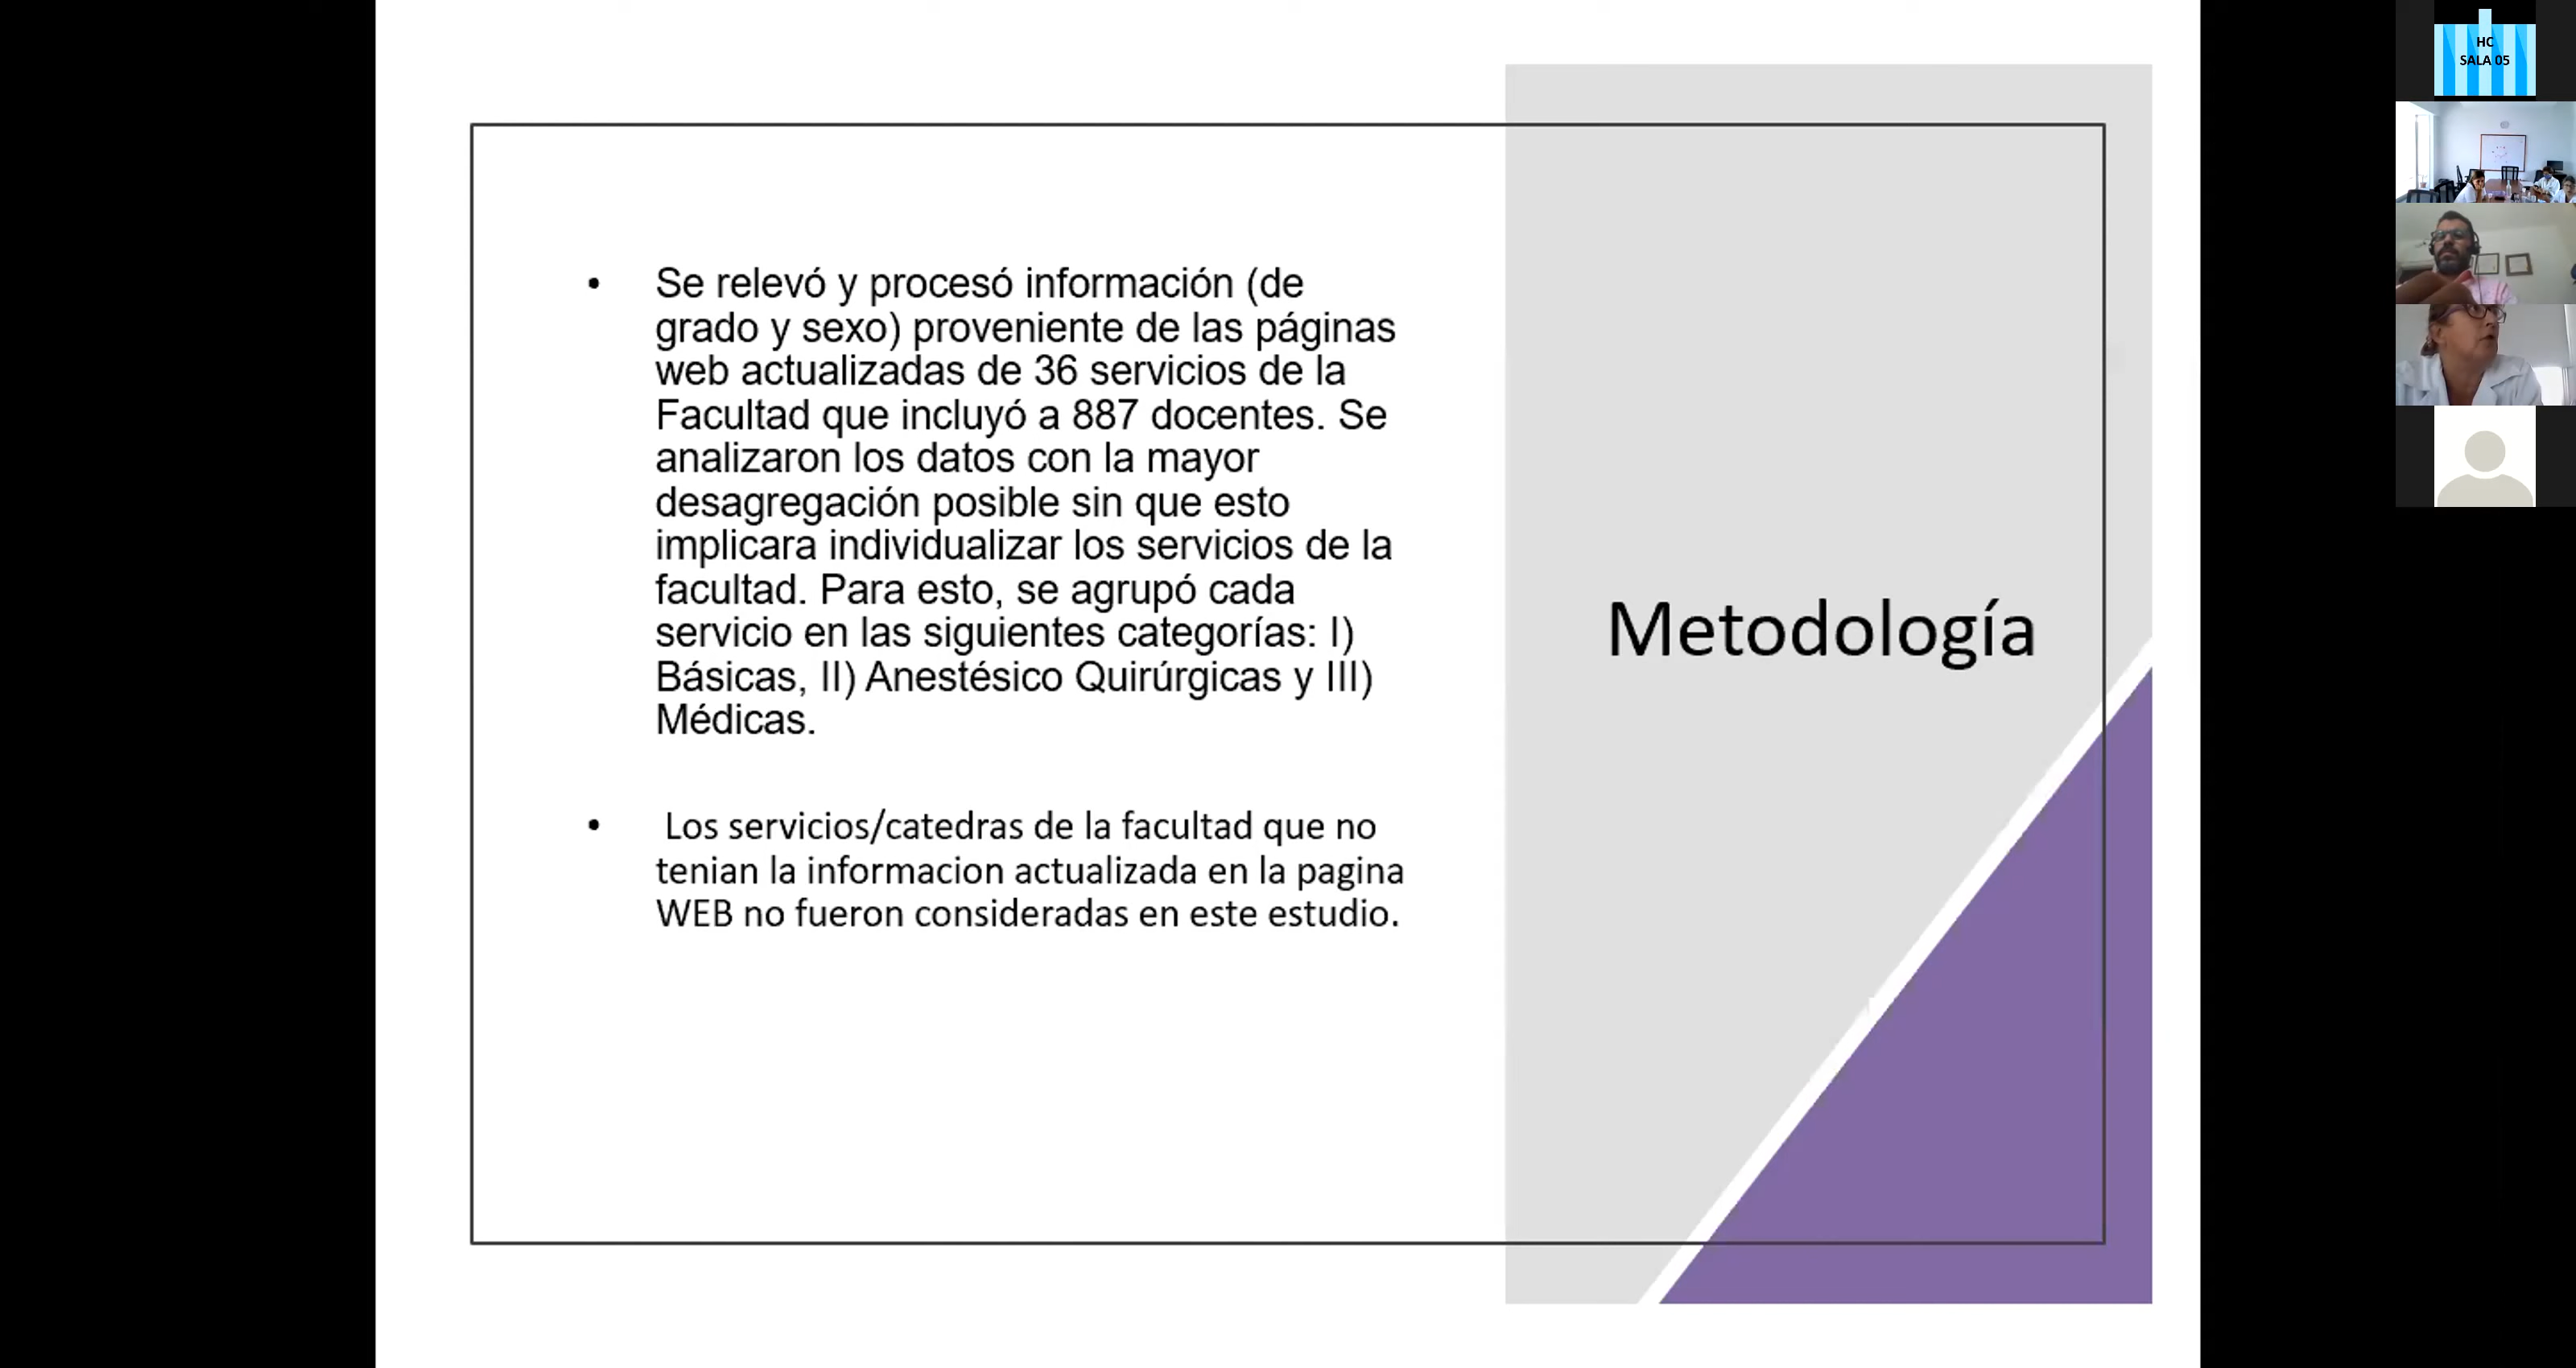 • Se relevó y procesó información (de
grado y sexo) proveniente de las páginas
web actualizadas de 36 servicios de la
Facultad que incluyó a 887 docentes. Se
analizaron los datos con la mayor
desagregación posible sin que esto
implicara individualizar los servicios de la
facultad. Para esto, se agrupó cada
servicio en las siguientes categorías: I)
Básicas, II) Anestésico Quirúrgicas y III)
Médicas.
• Los servicios/catedras de la facultad que no
tenian la informacion actualizada en la pagina
WEB no fueron consideradas en este estudio.
Metodología
HC
SALA 05